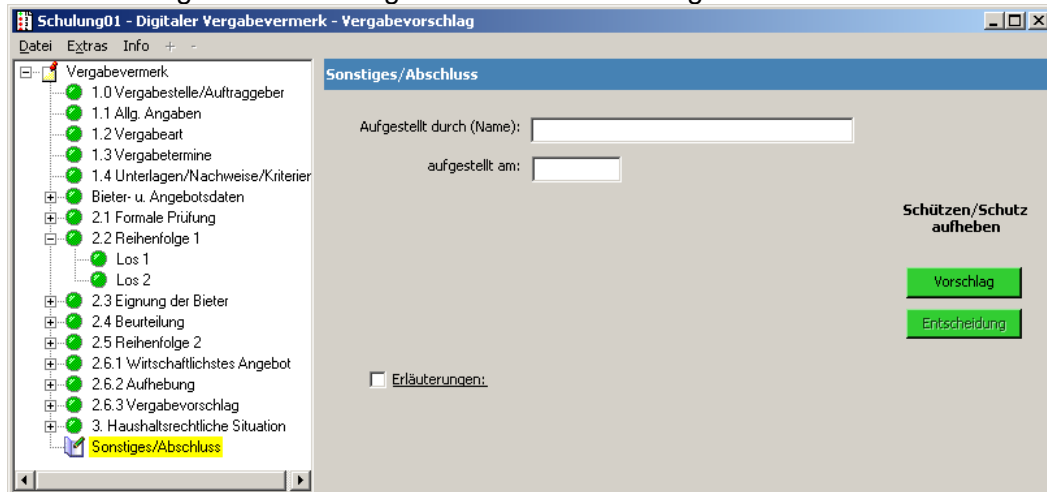 Schulung01 - Digitaler Vergabevermerk - Vergabevorschlag
Datei Extras Info + -
Vergabevermerk
1.0 Vergabestelle/Auftraggeber
1.1 Allg. Angaben
1.2 Vergabeart
1.3 Vergabetermine
1.4 Unterlagen/Nachweise/Kriterien
Bieter- u. Angebotsdaten
2.1 Formale Prüfung
2.2 Reihenfolge 1
Los 1
Los 2
2.3 Eignung der Bieter
2.4 Beurteilung
2.5 Reihenfolge 2
2.6.1 Wirtschaftlichstes Angebot
2.6.2 Aufhebung
2.6.3 Vergabevorschlag
3. Haushaltsrechtliche Situation
Sonstiges/Abschluss
Sonstiges/Abschluss
Aufgestellt durch (Name):
aufgestellt am:
Schützen/Schutz
aufheben
Vorschlag
Entscheidung
Erläuterungen: